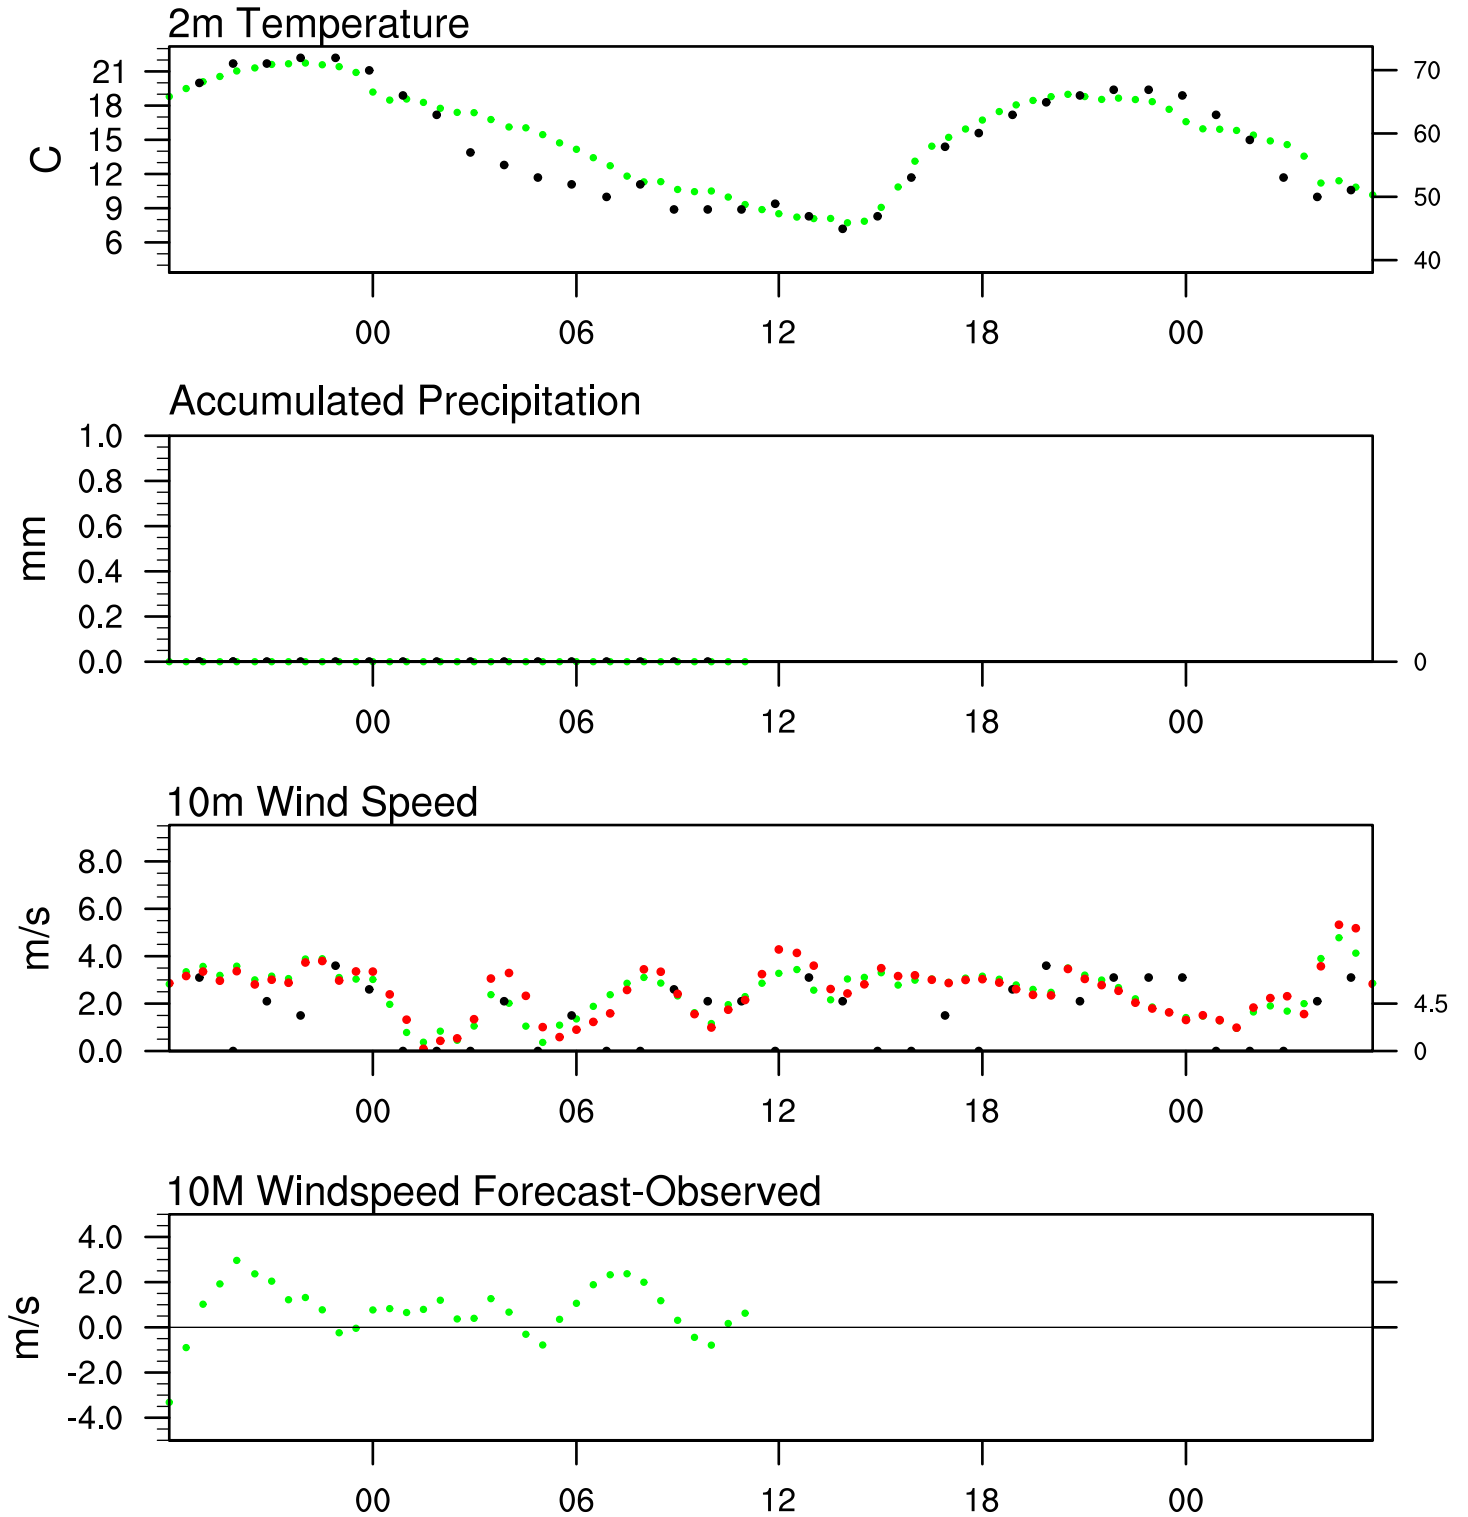 2m Temperature
21
18
15
12
9
6
C
70
60
50
40
00 06 12 18 00
Accumulated Precipitation
1.0
0.8
0.6
0.4
0.2
0.0
mm
0
00 06 12 18 00
10m Wind Speed
8.0
6.0
4.0
2.0
0.0
m/s
4.5
0
00 06 12 18 00
10M Windspeed Forecast-Observed
4.0
2.0
0.0
-2.0
-4.0
m/s
00 06 12 18 00